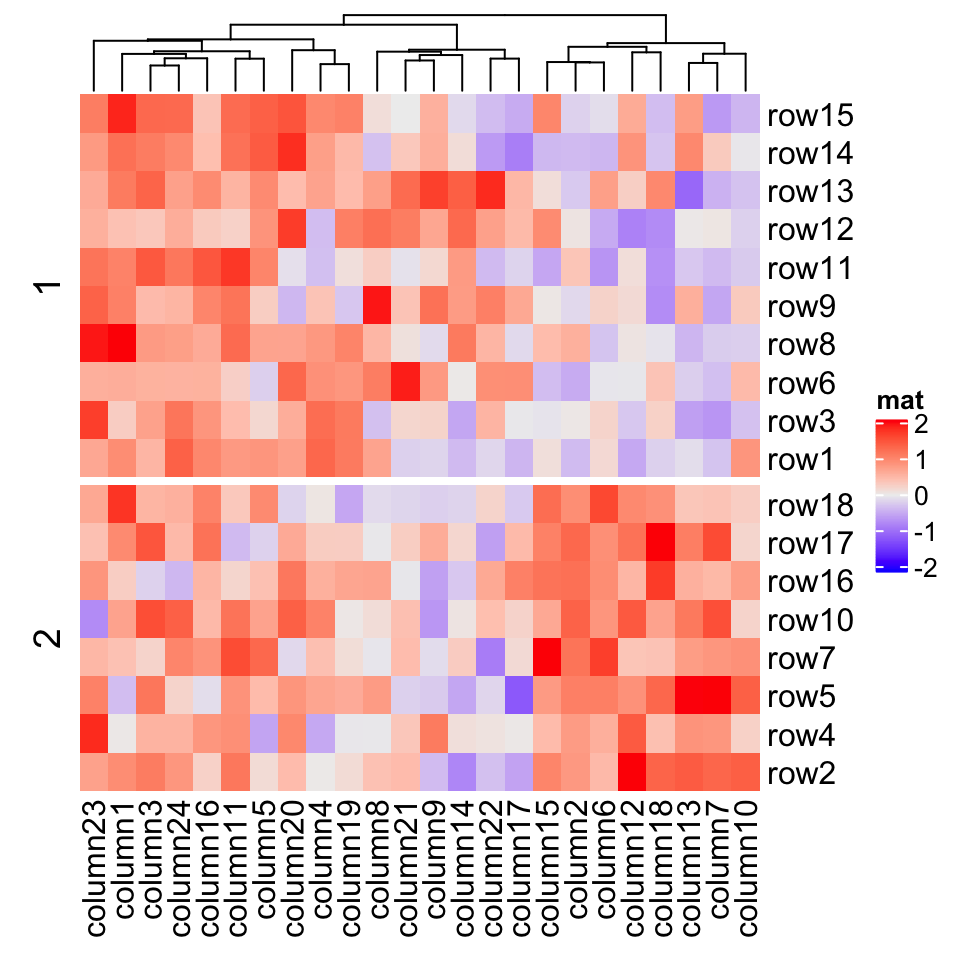 row15
row14
row13
row12
row11
row9
row8
row6
row3
row1
1
row18
row17
row16
row10
row7
row5
row4
row2
2
column23
column1
column3
column24
column16
column11
column5
column20
column4
column19
column8
column21
column9
column14
column22
column17
column15
column2
column6
column12
column18
column13
column7
column10
mat
2
1
0
-1
-2